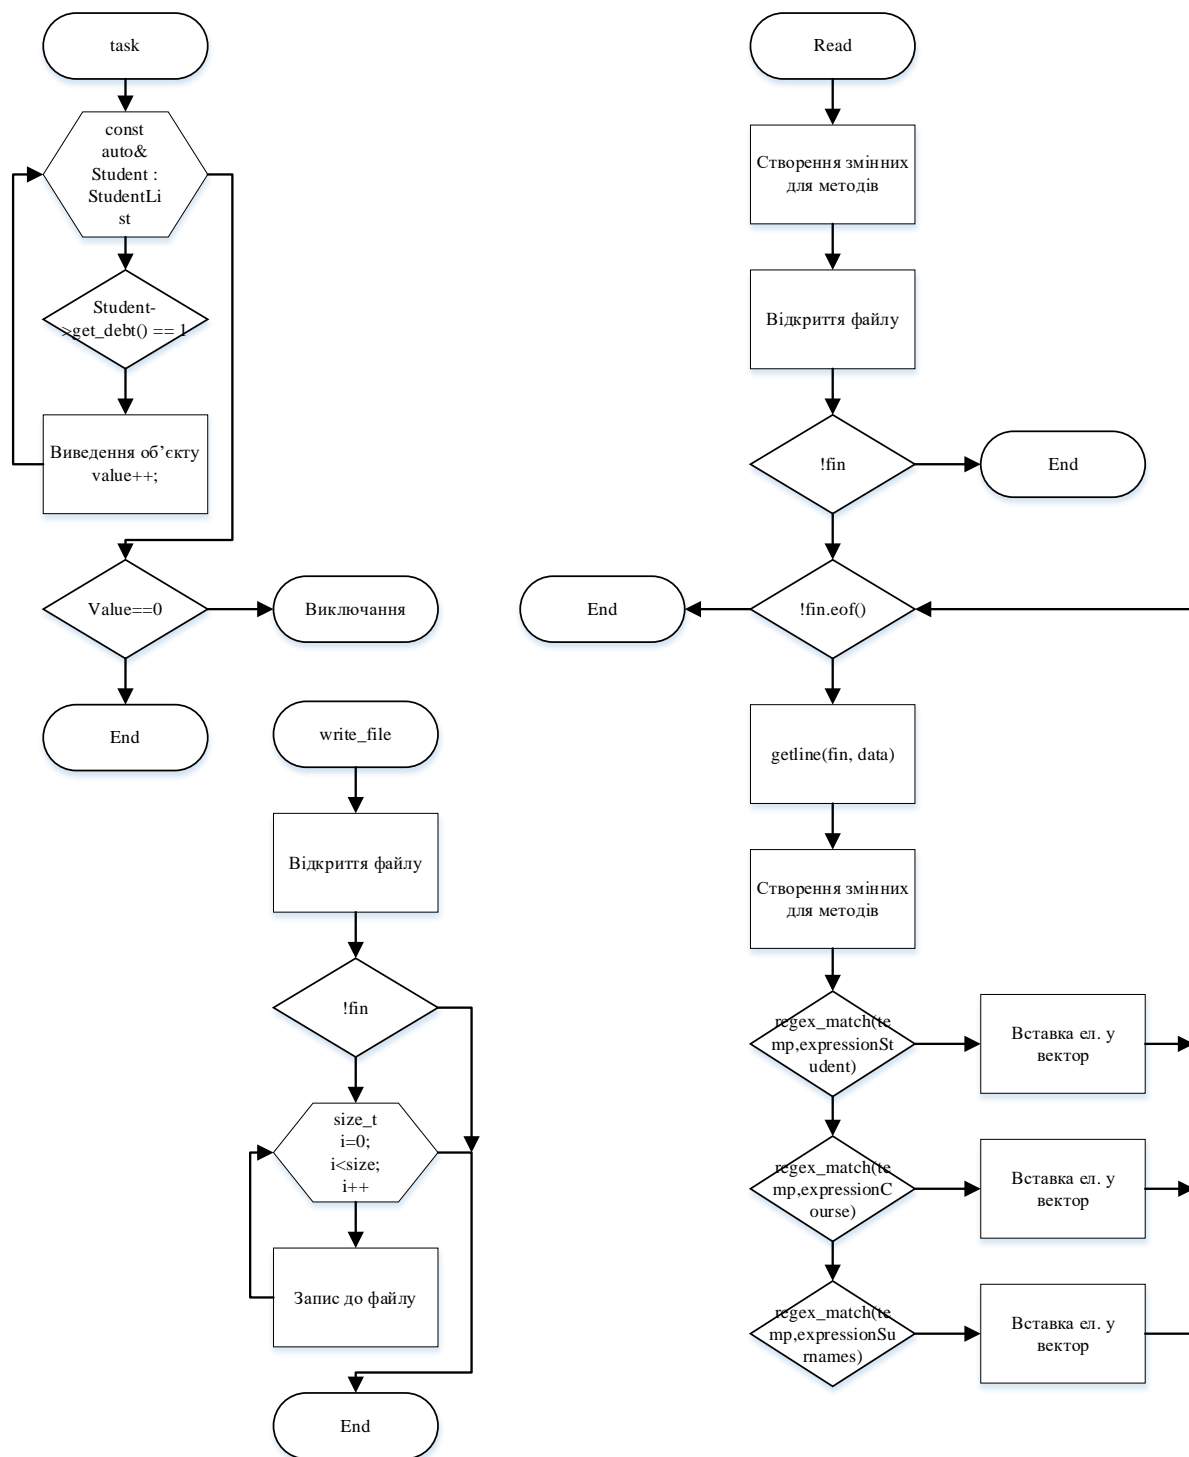 task
const
auto&
Student :
StudentLi
st
Student-
>get_debt() == 1
Виведення об’єкту
value++;
Value==0
Виключання
End
write_file
Відкриття файлу
!fin
size_t
i=0;
i<size;
i++
Запис до файлу
End
Read
Створення змінних
для методів
Відкриття файлу
!fin
End
!fin.eof()
End
getline(fin, data)
Створення змінних
для методів
regex_match(te
mp,expressionSt
udent)
Вставка ел. у
вектор
regex_match(te
mp,expressionC
ourse)
Вставка ел. у
вектор
regex_match(te
mp,expressionSu
rnames)
Вставка ел. у
вектор